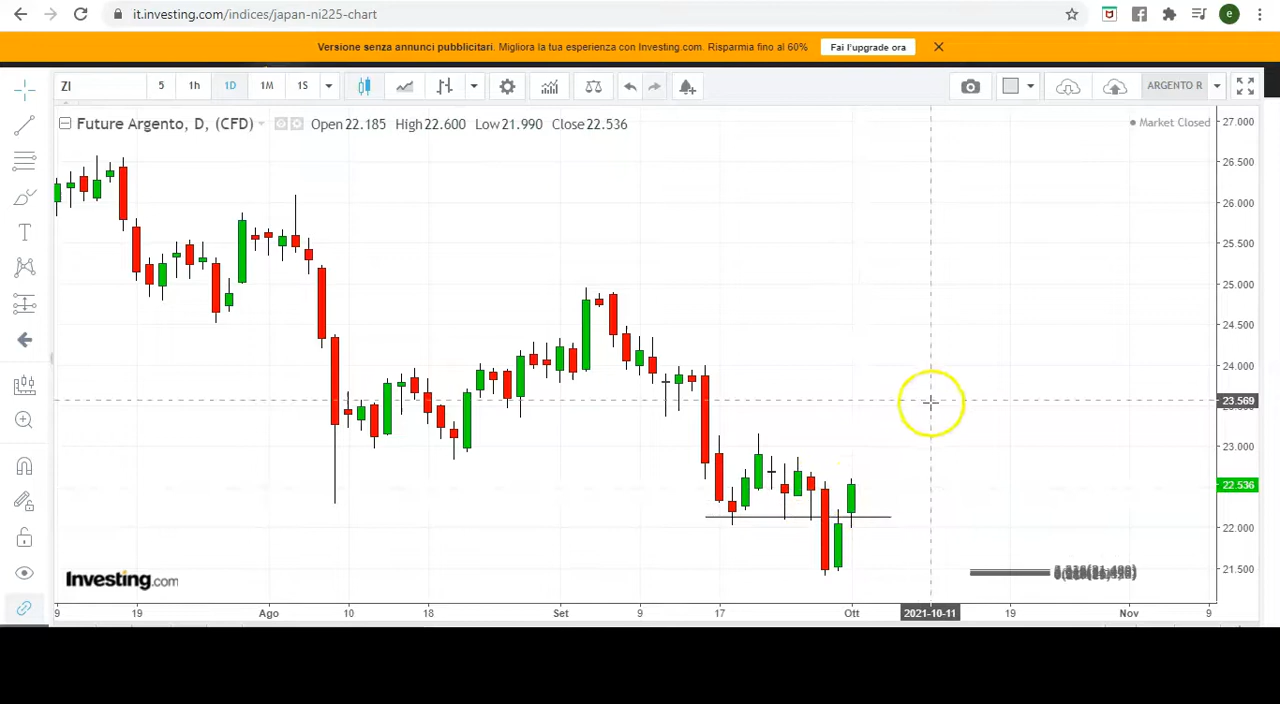 it.investing.com/indices/japan-ni225-chart
e
Versione senza annunci pubblicitari. Migliora la tua esperienza con Investing.com. Risparmia fino al 60%
Fai l'upgrade ora
ZI
5
1h
1D
1M
1S
ARGENTO R
Future Argento, D, (CFD)
Open 22.185 High 22.600 Low 21.990 Close 22.536
Market Closed
27.000
26.500
26.000
25.500
25.000
24.500
24.000
23.569
23.000
22.536
22.000
21.500
Investing.com
9
19
Ago
10
18
Set
9
17
Ott
2021-10-11
19
Nov
9